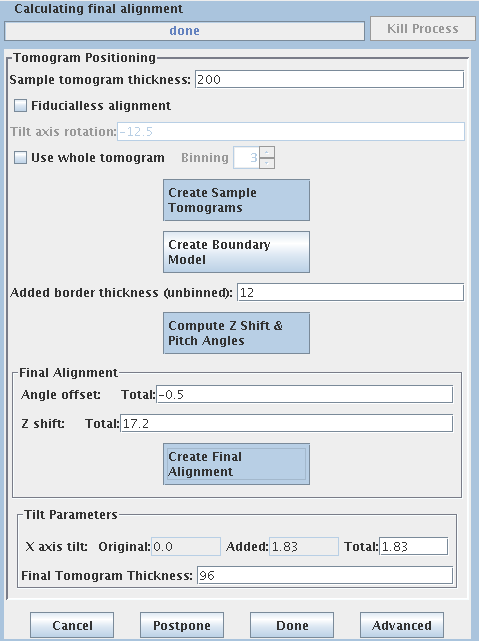 Calculating final alignment
done
Kill Process
Tomogram Positioning
Sample tomogram thickness: 200
Fiducialless alignment
Tilt axis rotation: -12.5
Use whole tomogram Binning 3
Create Sample
Tomograms
Create Boundary
Model
Added border thickness (unbinned): 12
Compute Z Shift &
Pitch Angles
Final Alignment
Angle offset: Total: -0.5
Z shift: Total: 17.2
Create Final
Alignment
Tilt Parameters
X axis tilt: Original: 0.0 Added: 1.83 Total: 1.83
Final Tomogram Thickness: 96
Cancel Postpone Done Advanced